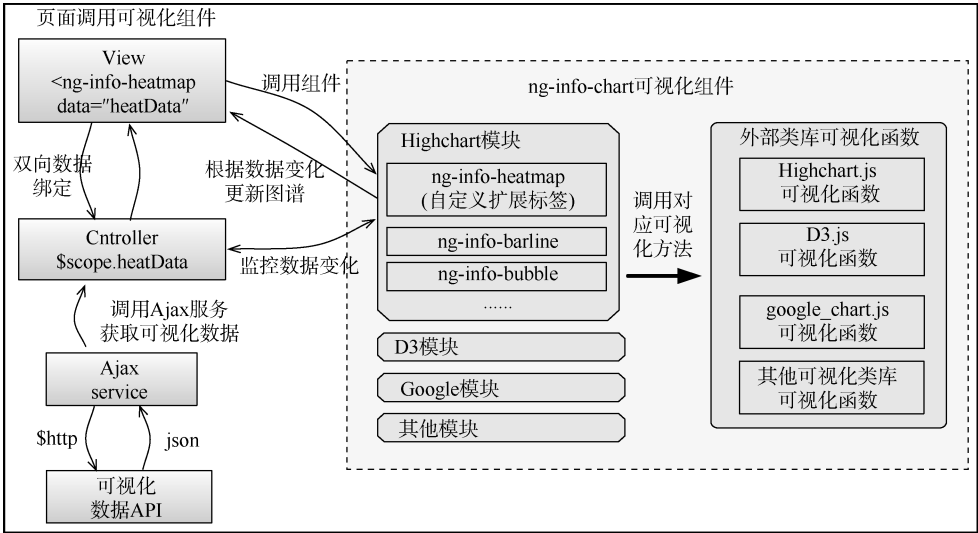 页面调用可视化组件
View
<ng-info-heatmap
data="heatData"
双向数据
绑定
Cntroller
$scope.heatData
调用Ajax服务
获取可视化数据
Ajax
service
$http
json
可视化
数据API
调用组件
根据数据变化
更新图谱
监控数据变化
ng-info-chart可视化组件
Highchart模块
ng-info-heatmap
(自定义扩展标签)
ng-info-barline
ng-info-bubble
......
D3模块
Google模块
其他模块
调用对
应可视
化方法
外部类库可视化函数
Highchart.js
可视化函数
D3.js
可视化函数
google_chart.js
可视化函数
其他可视化类库
可视化函数